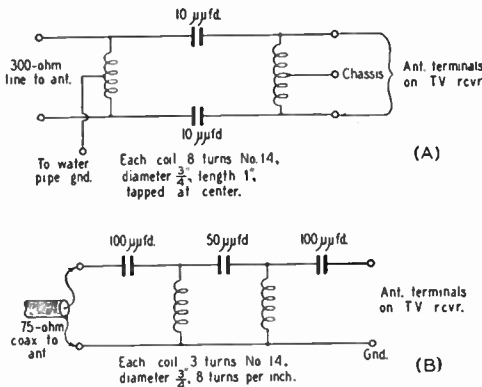 10 μμfd.
300-ohm
line to ant.
Chassis
Ant. terminals
on TV rcvr.
10 μμfd
To water
pipe gnd.
Each coil 8 turns No. 14,
diameter 3/4", length 1",
tapped at center.
(A)
100 μμfd.
50 μμfd
100 μμfd.
Ant. terminals
on TV rcvr.
75-ohm
coax to
ant
Gnd.
Each coil 3 turns No 14,
diameter 3/4", 8 turns per inch.
(B)